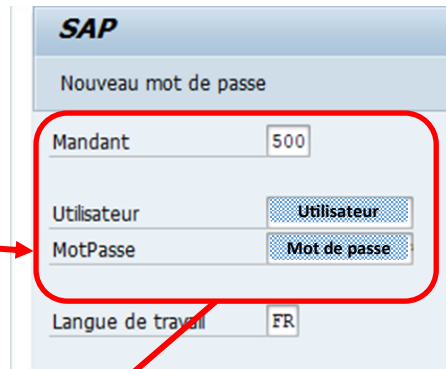 SAP
Nouveau mot de passe
Mandant 500
Utilisateur Utilisateur
MotPasse Mot de passe
Langue de travail FR